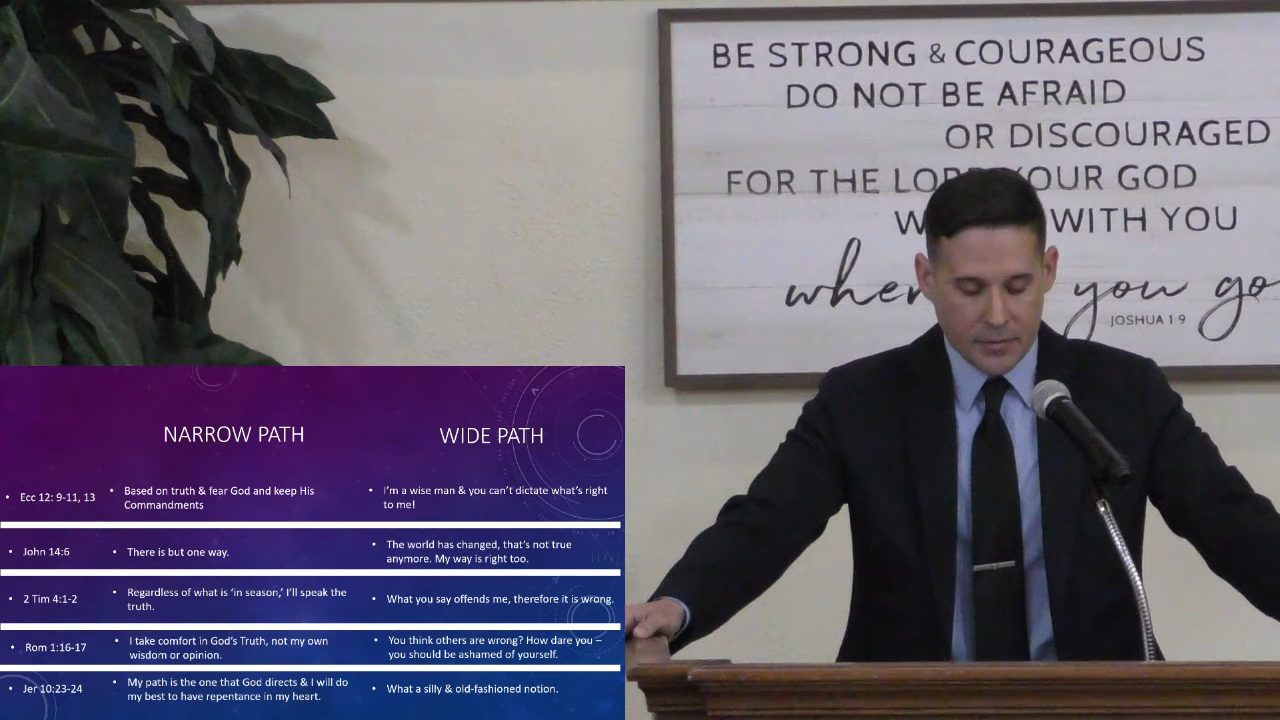 BE STRONG & COURAGEOUS
DO NOT BE AFRAID
OR DISCOURAGED
FOR THE YOUR GOD
WITH YOU
you go
JOSHUA 1 9
NARROW PATH
WIDE PATH
• Ecc 12: 9-11, 13
• Based on truth & fear God and keep His
Commandments
• I'm a wise man & you can't dictate what's right
to me!
• John 14:6
• There is but one way.
• The world has changed, that's not true
anymore. My way is right too.
• 2 Tim 4:1-2
• Regardless of what is 'in season,' I'll speak the
truth.
• What you say offends me, therefore it is wrong.
• Rom 1:16-17
• I take comfort in God's Truth, not my own
wisdom or opinion.
• You think others are wrong? How dare you –
you should be ashamed of yourself.
• Jer 10:23-24
• My path is the one that God directs & I will do
my best to have repentance in my heart.
• What a silly & old-fashioned notion.